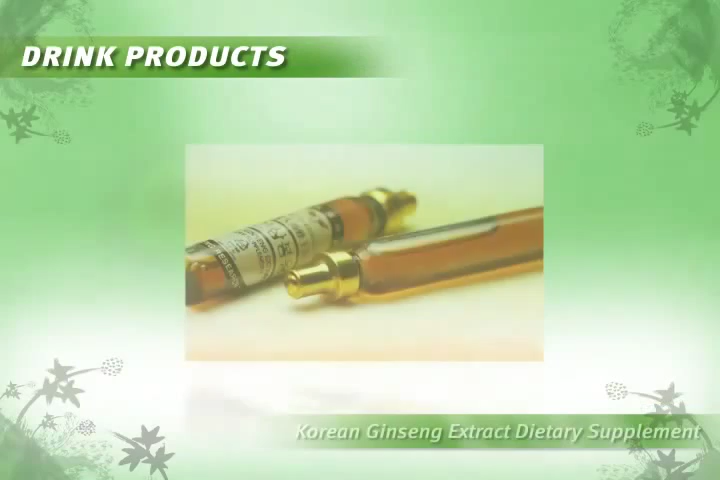 DRINK PRODUCTS
Korean Ginseng Extract Dietary Supplement